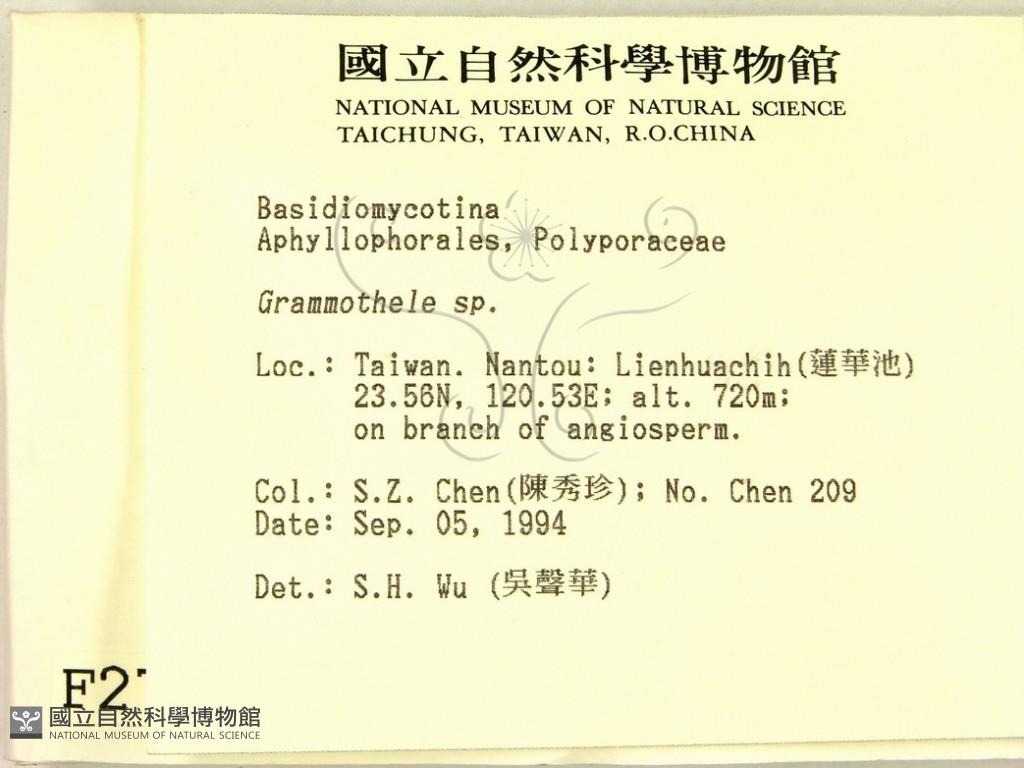 國立自然科學博物館
NATIONAL MUSEUM OF NATURAL SCIENCE
TAICHUNG, TAIWAN, R.O.CHINA
Basidiomycotina
Aphyllophorales, Polyporaceae
Grammothele sp.
Loc.: Taiwan. Nantou: Lienhuachih(蓮華池)
23.56N, 120.53E; alt. 720m;
on branch of angiosperm.
Col.: S.Z. Chen(陳秀珍); No. Chen 209
Date: Sep. 05, 1994
Det.: S.H. Wu (吳聲華)
F2
國立自然科學博物館
NATIONAL MUSEUM OF NATURAL SCIENCE